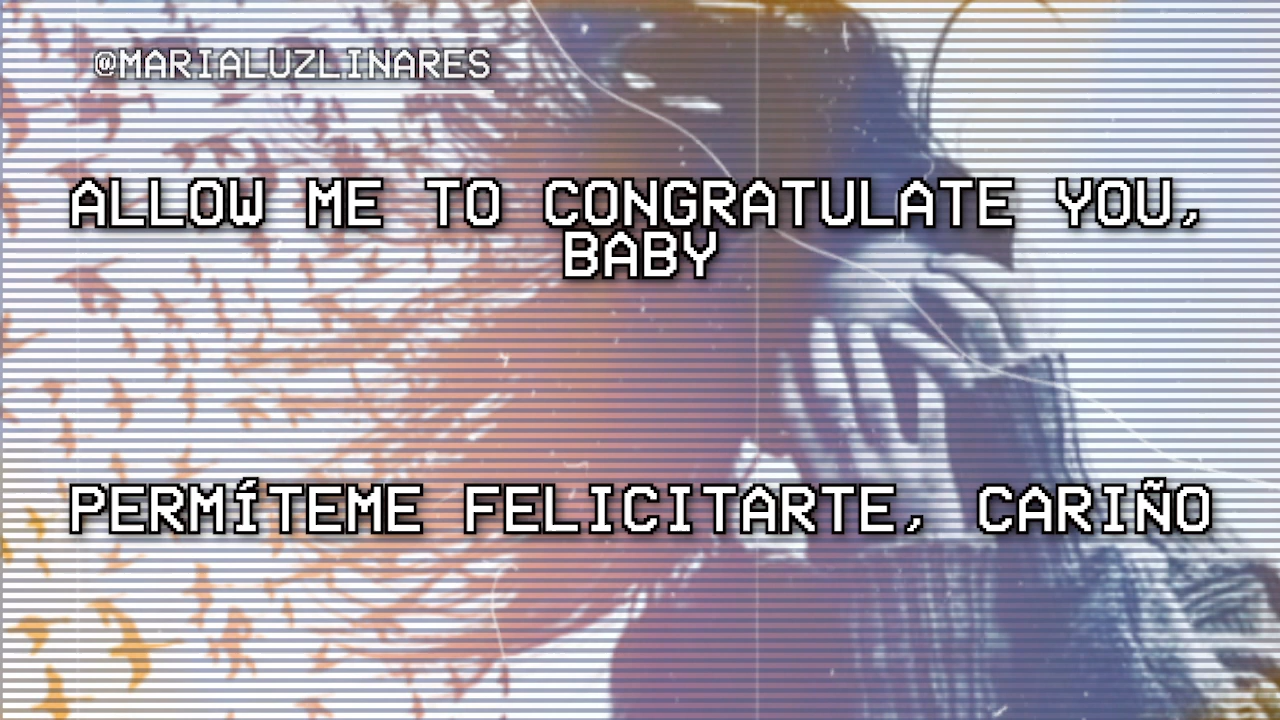 @MARIALUZLINARES
ALLOW ME TO CONGRATULATE YOU,
BABY
PERMÍTEME FELICITARTE, CARIÑO